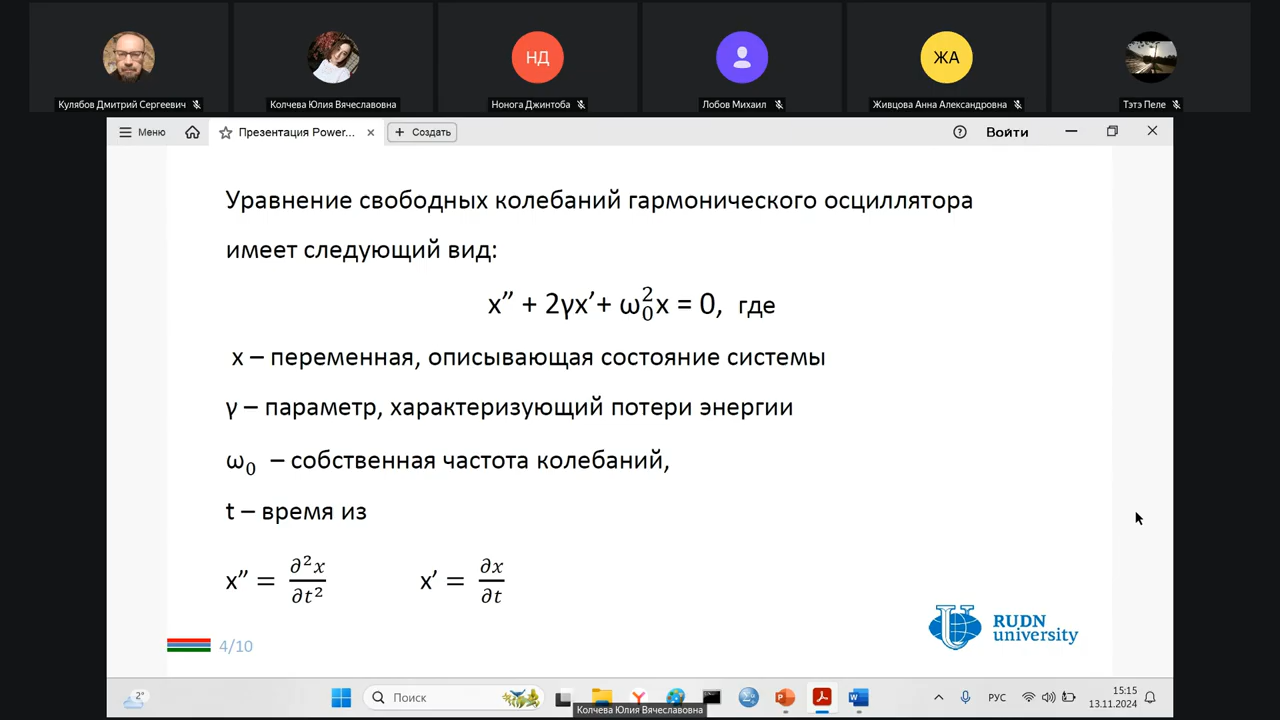 НД
ЖА
Кулябов Дмитрий Сергеевич
Колчева Юлия Вячеславовна
Нонога Джинтоба
Лобов Михаил
Живцова Анна Александровна
Тэтэ Пеле
Меню
Презентация Power...
Создать
Войти
Уравнение свободных колебаний гармонического осциллятора
имеет следующий вид:
x” + 2γx’+ ω₀²x = 0, где
x – переменная, описывающая состояние системы
γ – параметр, характеризующий потери энергии
ω₀ – собственная частота колебаний,
t – время из
x” = ∂²x/∂t² x’ = ∂x/∂t
RUDN
university
4/10
2°
Поиск
РУС
15:15
13.11.2024
Колчева Юлия Вячеславовна